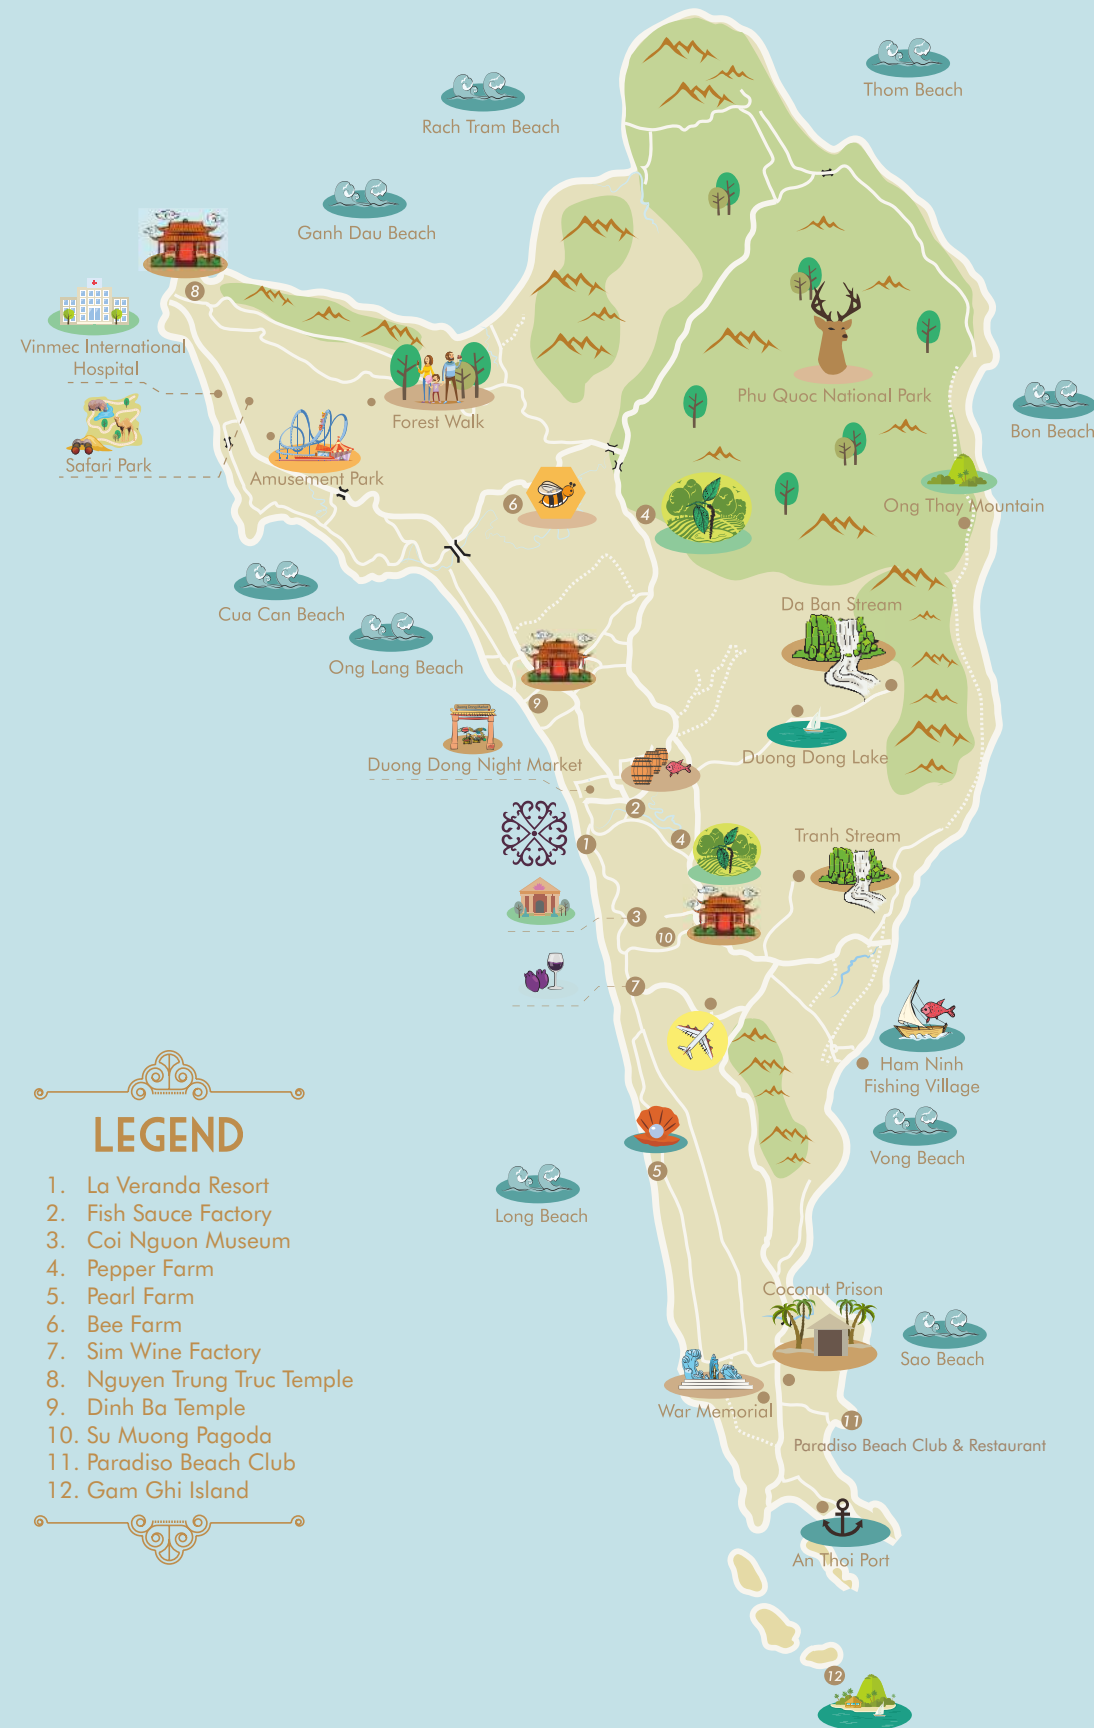 Thom Beach
Rach Tram Beach
Ganh Dau Beach
8
Vinmec International
Hospital
Safari Park
Amusement Park
Forest Walk
Phu Quoc National Park
Bon Beach
Ong Thay Mountain
6
4
Cua Can Beach
Da Ban Stream
Ong Lang Beach
9
Duong Dong Night Market
Duong Dong Lake
2
1
4
Tranh Stream
3
10
7
Ham Ninh
Fishing Village
Vong Beach
5
Long Beach
Coconut Prison
Sao Beach
War Memorial
11
Paradiso Beach Club & Restaurant
An Thoi Port
12
LEGEND
1. La Veranda Resort
2. Fish Sauce Factory
3. Coi Nguon Museum
4. Pepper Farm
5. Pearl Farm
6. Bee Farm
7. Sim Wine Factory
8. Nguyen Trung Truc Temple
9. Dinh Ba Temple
10. Su Muong Pagoda
11. Paradiso Beach Club
12. Gam Ghi Island